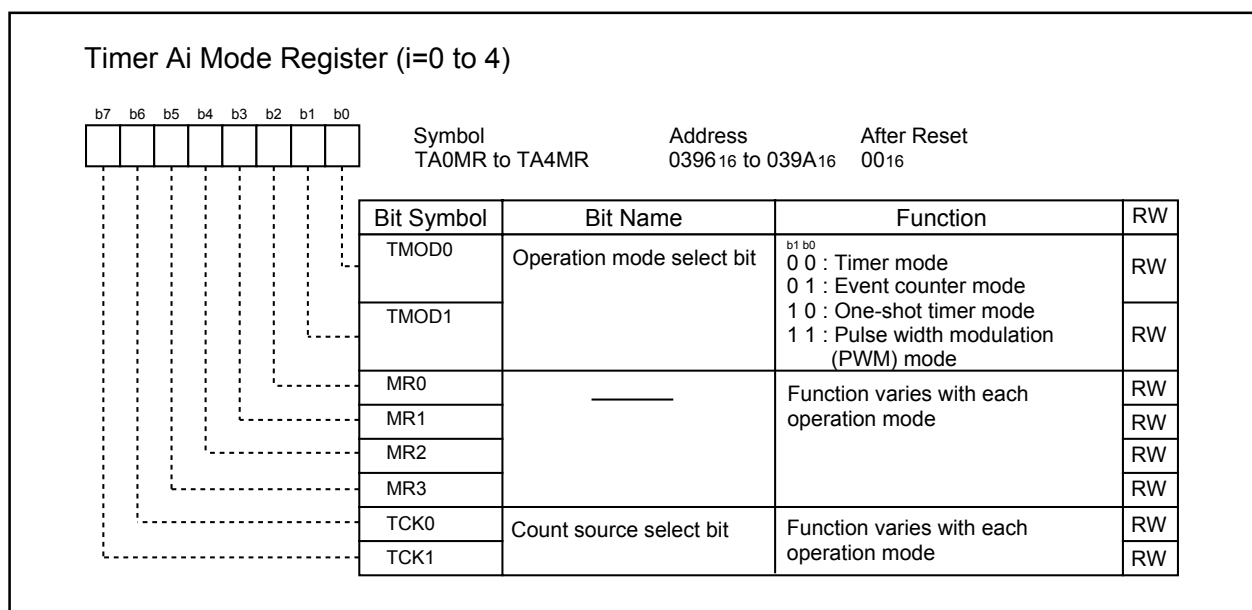 Timer Ai Mode Register (i=0 to 4)
b7 b6 b5 b4 b3 b2 b1 b0
Symbol Address After Reset
TA0MR to TA4MR 039616 to 039A16 0016
Bit Symbol Bit Name Function RW
TMOD0 Operation mode select bit b1 b0 RW
0 0 : Timer mode
0 1 : Event counter mode
TMOD1 1 0 : One-shot timer mode RW
1 1 : Pulse width modulation
(PWM) mode
MR0 Function varies with each RW
MR1 operation mode RW
MR2 RW
MR3 RW
TCK0 Count source select bit Function varies with each RW
TCK1 operation mode RW